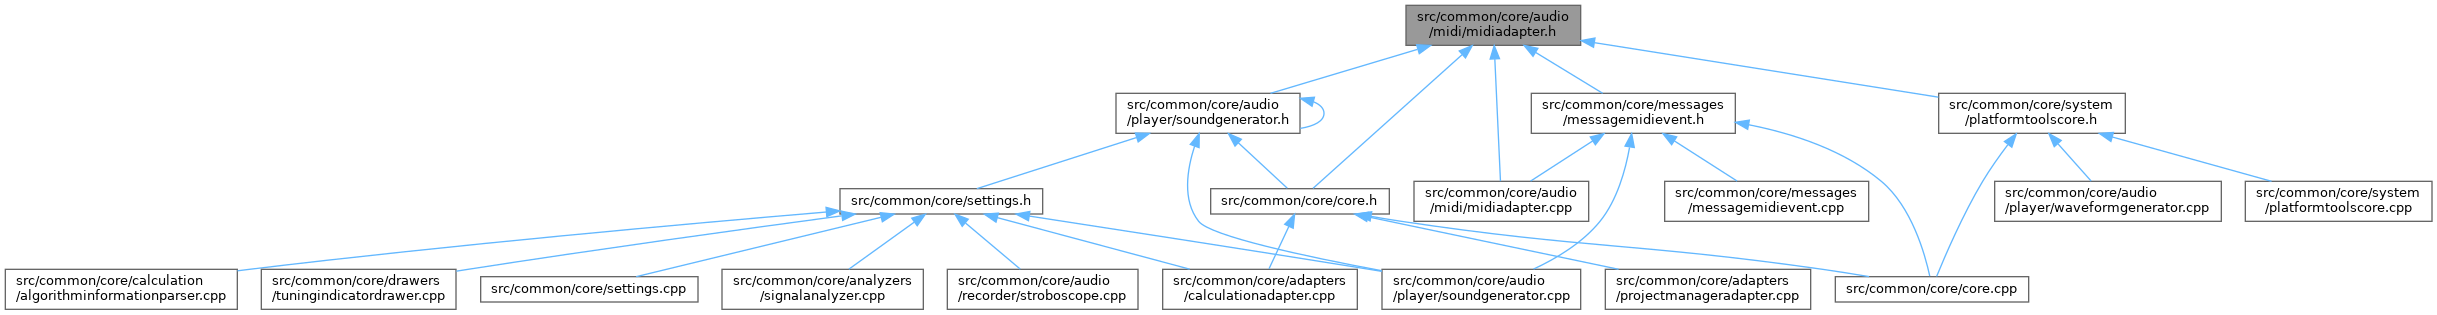 src/common/core/audio
/midi/midiadapter.h
src/common/core/audio
/player/soundgenerator.h
src/common/core/messages
/messagemidievent.h
src/common/core/system
/platformtoolscore.h
src/common/core/settings.h
src/common/core/core.h
src/common/core/audio
/midi/midiadapter.cpp
src/common/core/messages
/messagemidievent.cpp
src/common/core/audio
/player/waveformgenerator.cpp
src/common/core/system
/platformtoolscore.cpp
src/common/core/calculation
/algorithminformationparser.cpp
src/common/core/drawers
/tuningindicatordrawer.cpp
src/common/core/settings.cpp
src/common/core/analyzers
/signalanalyzer.cpp
src/common/core/audio
/recorder/stroboscope.cpp
src/common/core/adapters
/calculationadapter.cpp
src/common/core/audio
/player/soundgenerator.cpp
src/common/core/adapters
/projectmanageradapter.cpp
src/common/core/core.cpp